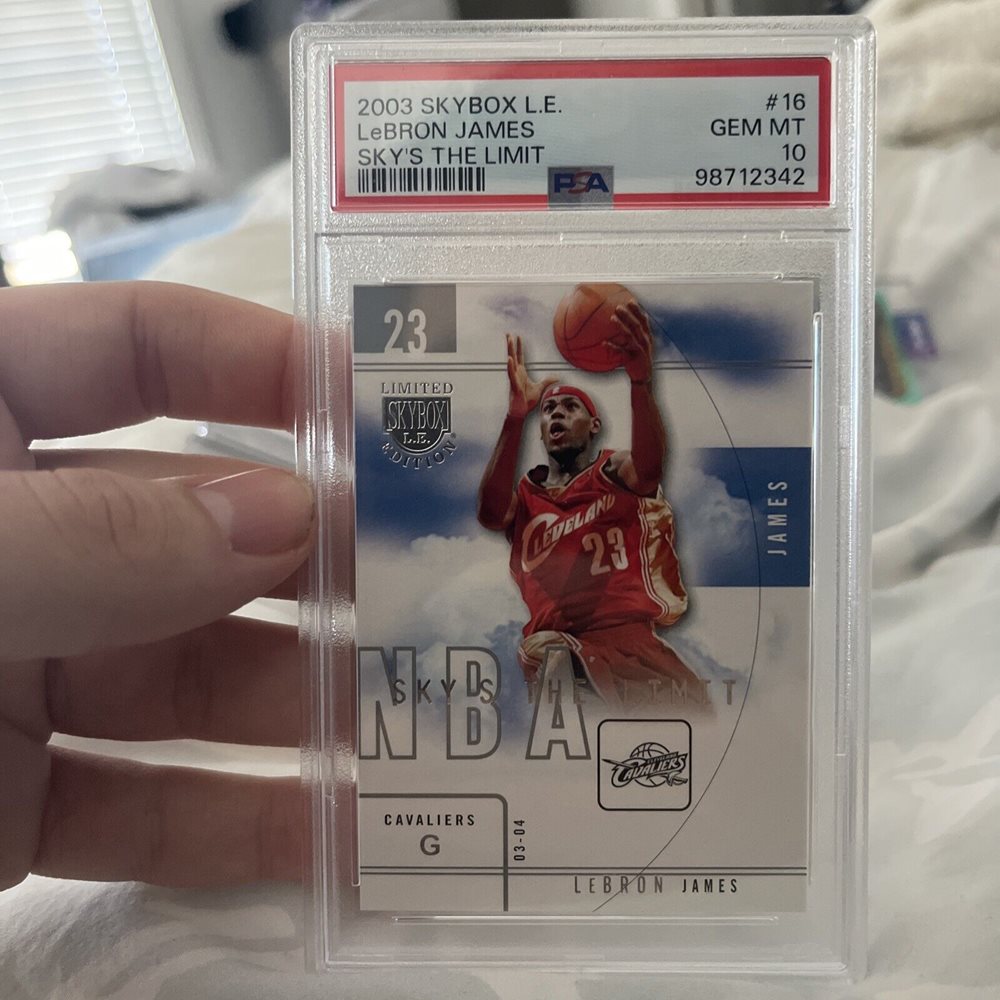 2003 SKYBOX L.E. #16
LeBRON JAMES GEM MT
SKY'S THE LIMIT 10
PSA 98712342
23
LIMITED
SKYBOX
L.E.
EDITION
CLEVELAND
23
JAMES
NBA
SKY'S THE LIMIT
CAVALIERS
CAVALIERS
G
03-04
LeBRON JAMES